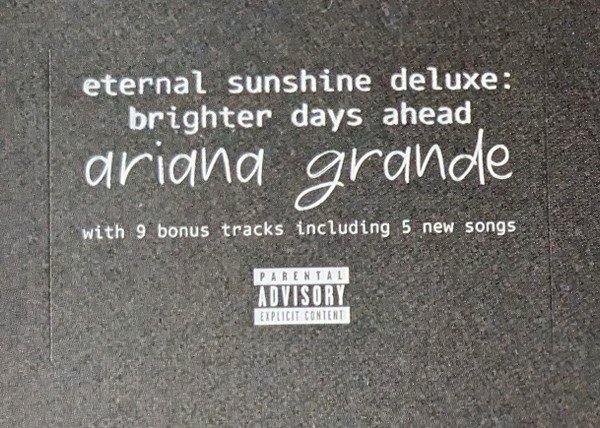 eternal sunshine deluxe:
brighter days ahead
ariana grande
with 9 bonus tracks including 5 new songs
PARENTAL
ADVISORY
EXPLICIT CONTENT